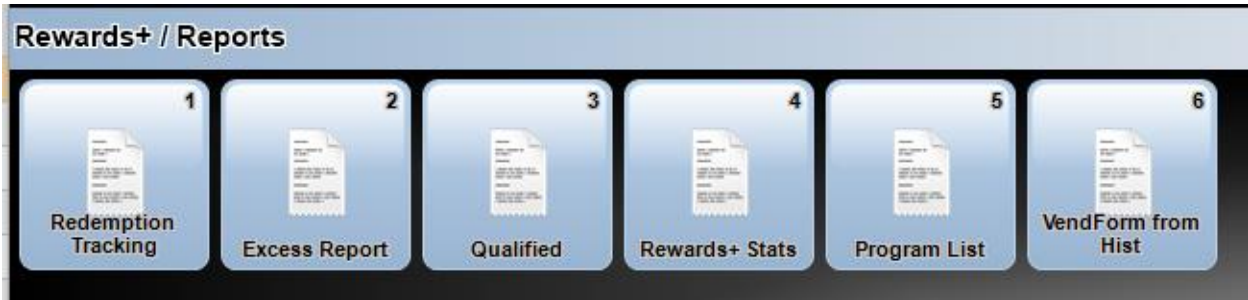 Rewards+ / Reports
1
Redemption
Tracking
2
Excess Report
3
Qualified
4
Rewards+ Stats
5
Program List
6
VendForm from
Hist